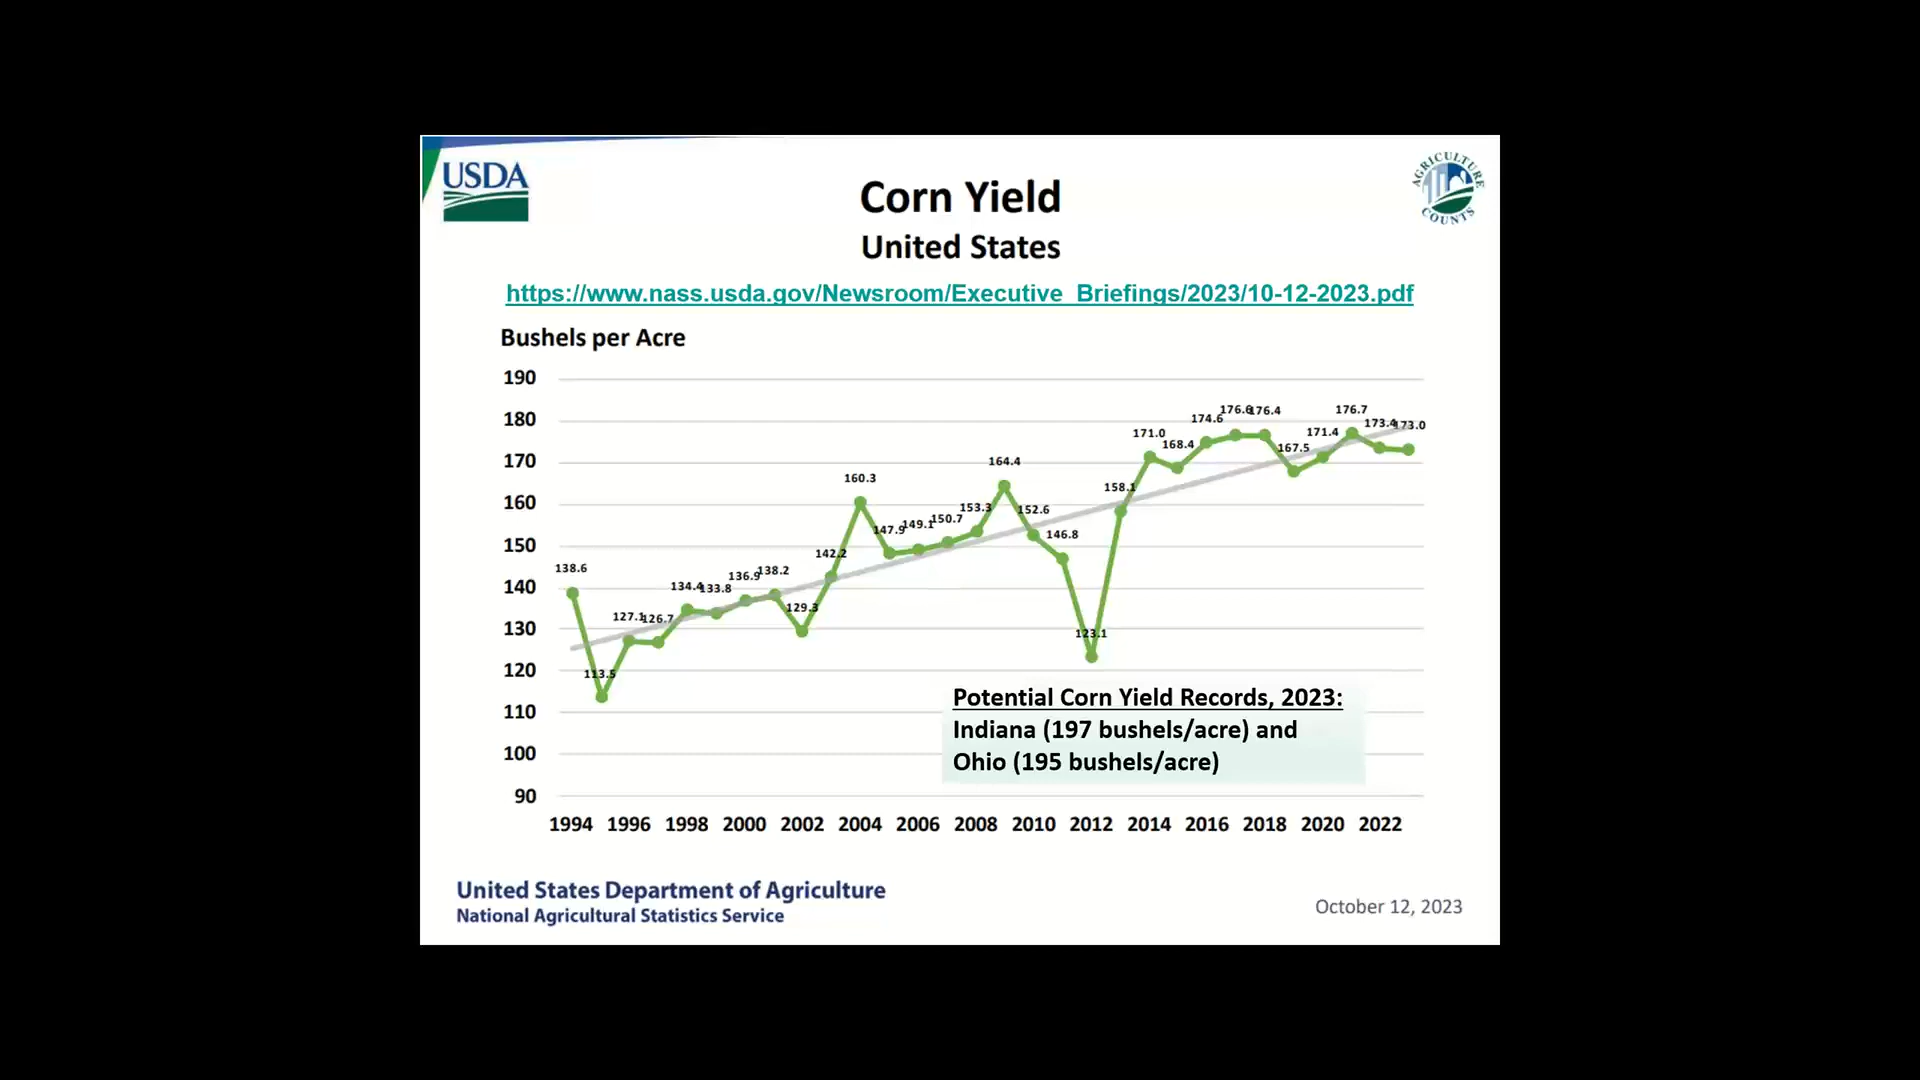 USDA
AGRICULTURE
COUNTS
Corn Yield
United States
https://www.nass.usda.gov/Newsroom/Executive_Briefings/2023/10-12-2023.pdf
Bushels per Acre
190
180
170
160
150
140
130
120
110
100
90
138.6
113.5
127.1
126.7
134.4
133.8
136.9
138.2
129.3
142.2
160.3
147.9
149.1
150.7
153.3
164.4
152.6
146.8
123.1
158.1
171.0
168.4
174.6
176.6
176.4
167.5
171.4
176.7
173.4
173.0
Potential Corn Yield Records, 2023:
Indiana (197 bushels/acre) and
Ohio (195 bushels/acre)
1994 1996 1998 2000 2002 2004 2006 2008 2010 2012 2014 2016 2018 2020 2022
United States Department of Agriculture
National Agricultural Statistics Service
October 12, 2023